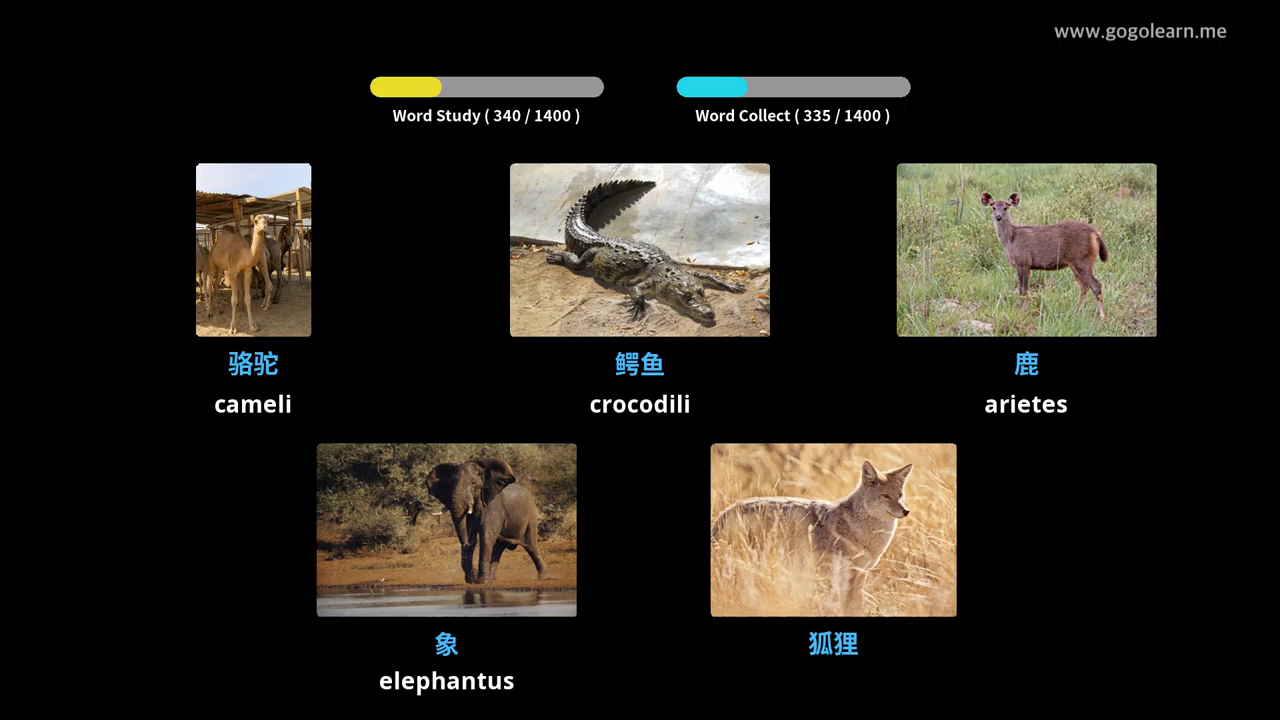 www.gogolearn.me
Word Study ( 340 / 1400 )
Word Collect ( 335 / 1400 )
骆驼
cameli
鳄鱼
crocodili
鹿
arietes
象
elephantus
狐狸